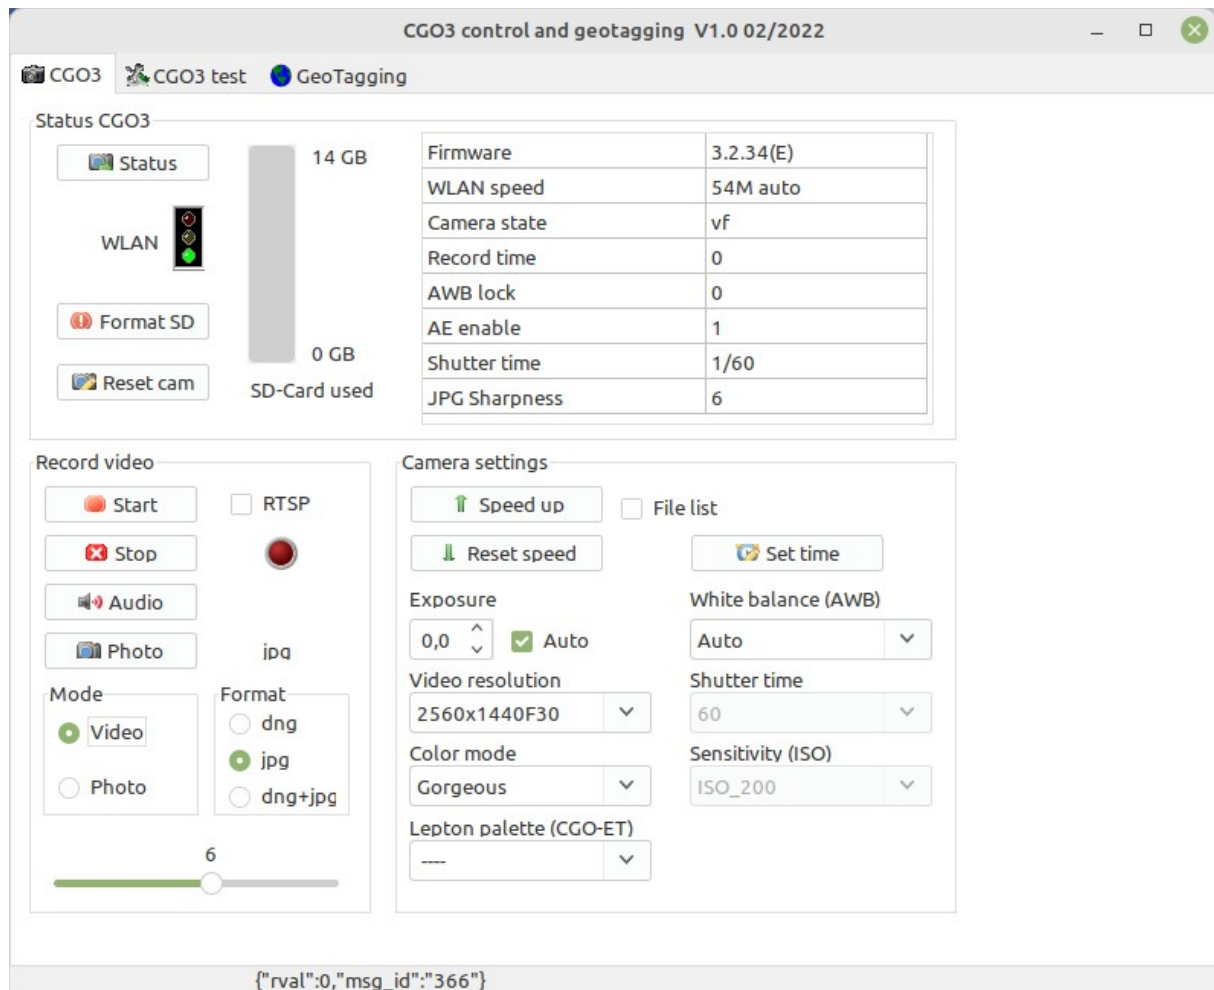 CGO3 control and geotagging V1.0 02/2022
CGO3 CGO3 test GeoTagging
Status CGO3
Status
14 GB
WLAN
Format SD
0 GB
Reset cam
SD-Card used
Firmware 3.2.34(E)
WLAN speed 54M auto
Camera state vf
Record time 0
AWB lock 0
AE enable 1
Shutter time 1/60
JPG Sharpness 6
Record video
Start RTSP
Stop
Audio
Photo jpg
Mode
Video
Photo
Format
dng
jpg
dng+jpg
6
Camera settings
Speed up File list
Reset speed Set time
Exposure White balance (AWB)
0,0 Auto Auto
Video resolution Shutter time
2560x1440F30 60
Color mode Sensitivity (ISO)
Gorgeous ISO_200
Lepton palette (CGO-ET)
----
{"rval":0,"msg_id":"366"}